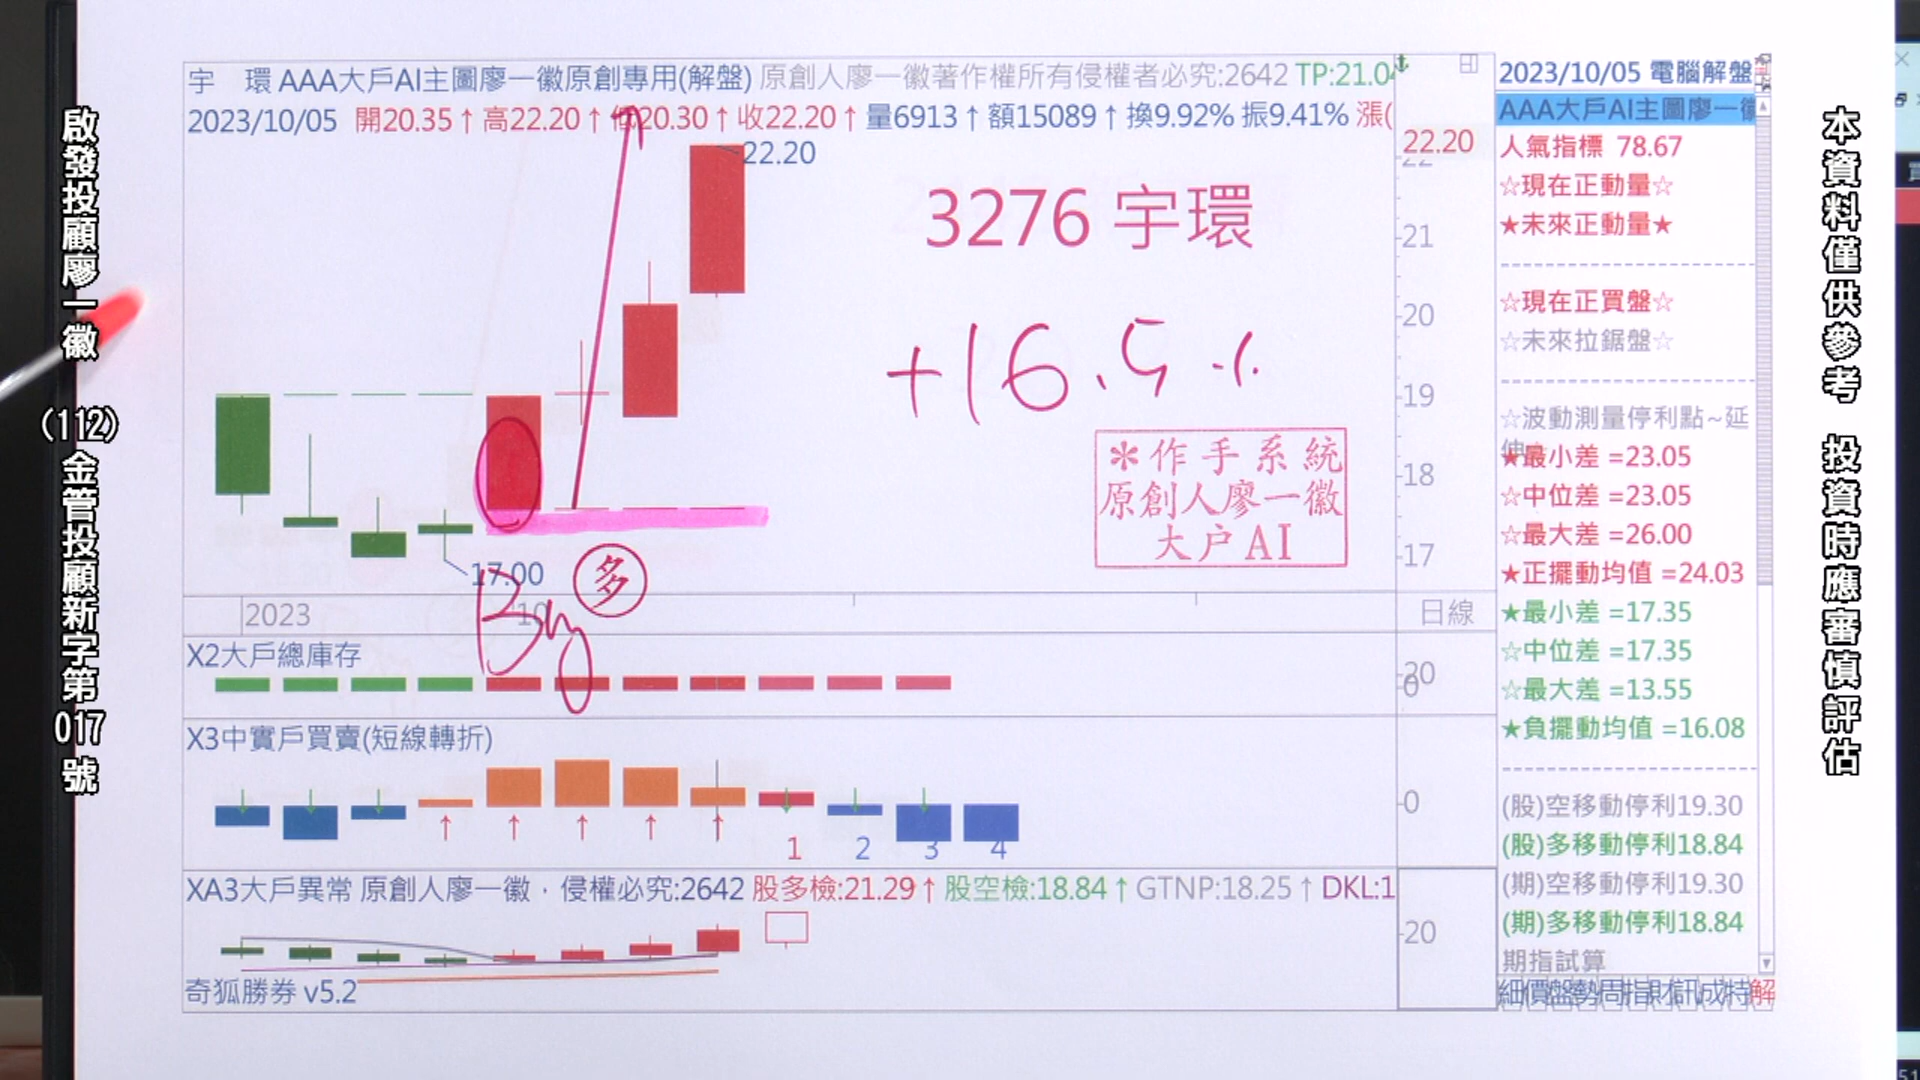 啟發投顧廖一徽 (112)金管投顧新字第017號
宇 環 AAA大戶AI主圖廖一徽原創專用(解盤) 原創人廖一徽著作權所有侵權者必究:2642 TP:21.04
2023/10/05 開20.35↑ 高22.20↑ 低20.30↑ 收22.20↑ 量6913↑ 額15089↑ 換9.92% 振9.41% 漲(
22.20
3276 宇環
+16.5%
*作手系統
原創人廖一徽
大户AI
17.00
多
Buy
22.20
22
21
20
19
18
17
2023
10
日線
X2大戶總庫存
20
0
X3中實戶買賣(短線轉折)
0
1 2 3 4
XA3大戶異常 原創人廖一徽,侵權必究:2642 股多檢:21.29↑ 股空檢:18.84↑ GTNP:18.25↑ DKL:1
20
奇狐勝券 v5.2
2023/10/05 電腦解盤
AAA大戶AI主圖廖一徽
人氣指標 78.67
☆現在正動量☆
★未來正動量★
☆現在正買盤☆
☆未來拉鋸盤☆
☆波動測量停利點~延
伸
★最小差 =23.05
☆中位差 =23.05
☆最大差 =26.00
★正擺動均值 =24.03
★最小差 =17.35
☆中位差 =17.35
☆最大差 =13.55
★負擺動均值 =16.08
(股)空移動停利19.30
(股)多移動停利18.84
(期)空移動停利19.30
(期)多移動停利18.84
期指試算
細價盤勢周指財訊成特解
本資料僅供參考 投資時應審慎評估